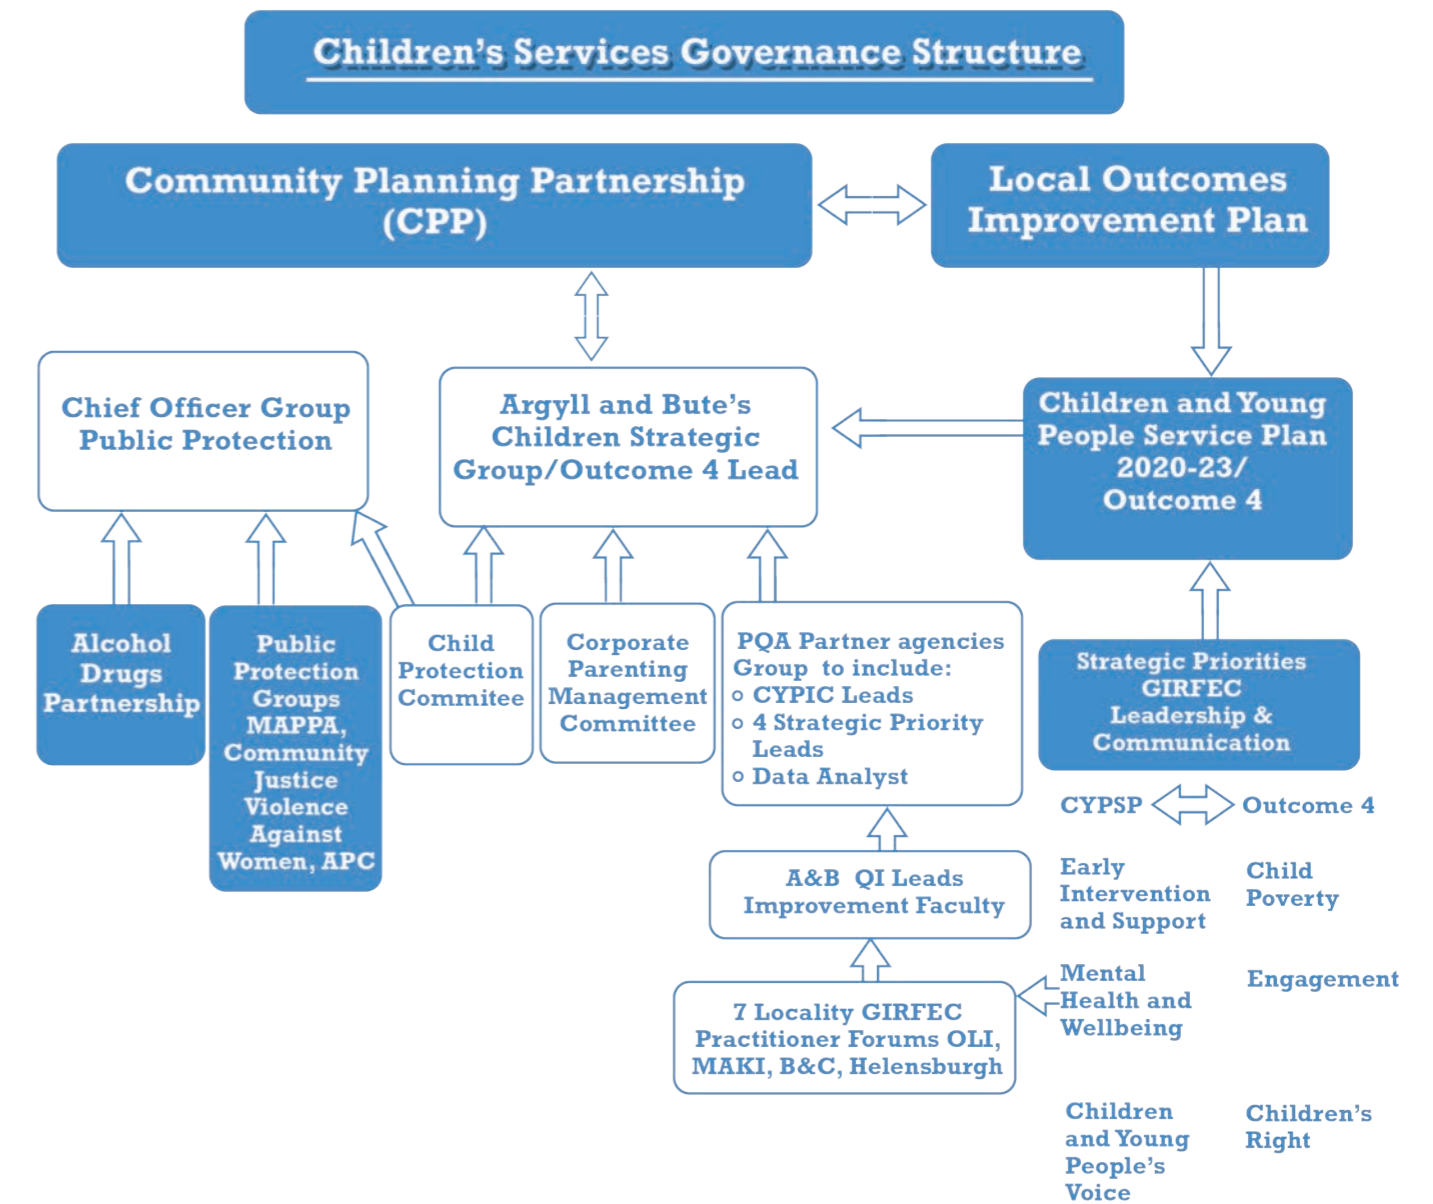 Children's Services Governance Structure
Community Planning Partnership
(CPP)
Local Outcomes
Improvement Plan
Chief Officer Group
Public Protection
Argyll and Bute's
Children Strategic
Group/Outcome 4 Lead
Children and Young
People Service Plan
2020-23/
Outcome 4
Alcohol
Drugs
Partnership
Public
Protection
Groups
MAPPA,
Community
Justice
Violence
Against
Women, APC
Child
Protection
Commitee
Corporate
Parenting
Management
Committee
PQA Partner agencies
Group to include:
o CYPIC Leads
o 4 Strategic Priority
Leads
o Data Analyst
Strategic Priorities
GIRFEC
Leadership &
Communication
CYPSP
Outcome 4
A&B QI Leads
Improvement Faculty
Early
Intervention
and Support
Child
Poverty
7 Locality GIRFEC
Practitioner Forums OLI,
MAKI, B&C, Helensburgh
Mental
Health and
Wellbeing
Engagement
Children
and Young
People's
Voice
Children's
Right